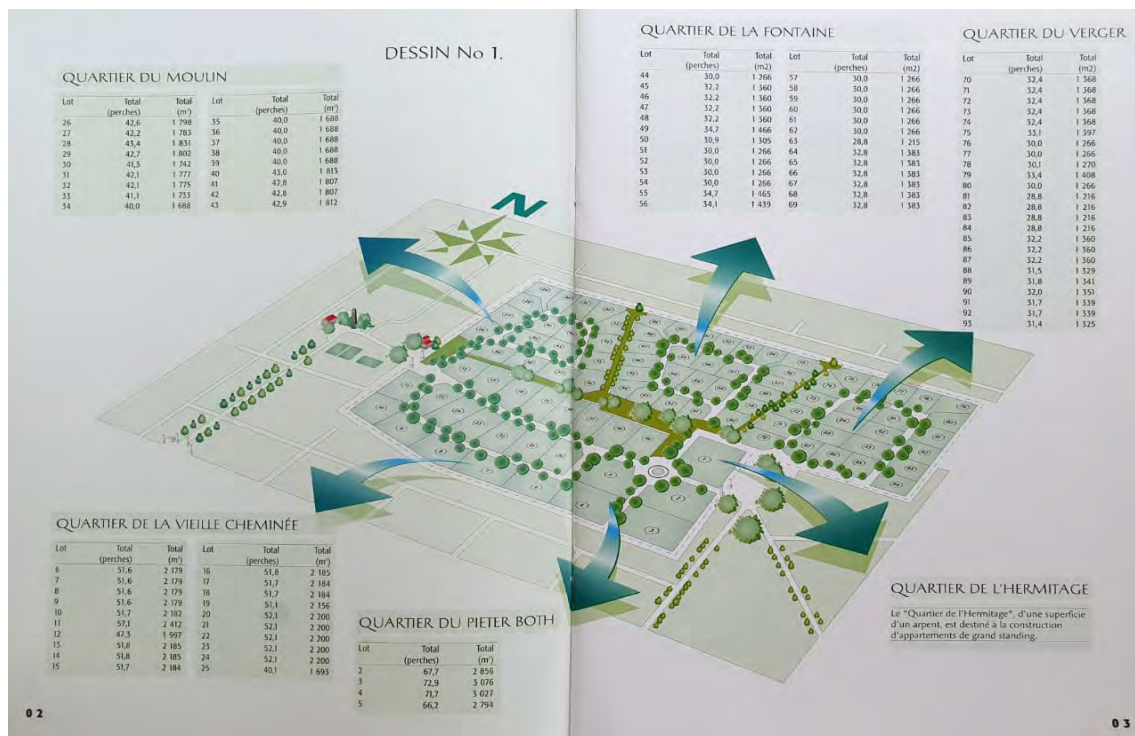 DESSIN No 1.
QUARTIER DU MOULIN
Lot Total Total Lot Total Total
(perches) (m²) (perches) (m²)
26 42,6 1 798 35 40,0 1 688
27 42,2 1 783 36 40,0 1 688
28 43,4 1 831 37 40,0 1 688
29 42,7 1 802 38 40,0 1 688
30 41,3 1 742 39 40,0 1 688
31 42,1 1 777 40 43,0 1 813
32 42,1 1 775 41 42,8 1 807
33 41,1 1 733 42 42,8 1 807
34 40,0 1 688 43 42,9 1 812
N
QUARTIER DE LA VIEILLE CHEMINÉE
Lot Total Total Lot Total Total
(perches) (m²) (perches) (m²)
6 51,6 2 179 16 51,8 2 185
7 51,6 2 179 17 51,7 2 184
8 51,6 2 179 18 51,7 2 184
9 51,6 2 179 19 51,1 2 156
10 51,7 2 182 20 52,1 2 200
11 57,1 2 412 21 52,1 2 200
12 47,3 1 997 22 52,1 2 200
13 51,8 2 185 23 52,1 2 200
14 51,8 2 185 24 52,1 2 200
15 51,7 2 184 25 40,1 1 693
QUARTIER DU PIETER BOTH
Lot Total Total
(perches) (m²)
2 67,7 2 856
3 72,9 3 076
4 71,7 3 027
5 66,2 2 794
02
QUARTIER DE LA FONTAINE
Lot Total Total Lot Total Total
(perches) (m2) (perches) (m2)
44 30,0 1 266 57 30,0 1 266
45 32,2 1 360 58 30,0 1 266
46 32,2 1 360 59 30,0 1 266
47 32,2 1 360 60 30,0 1 266
48 32,2 1 360 61 30,0 1 266
49 34,7 1 466 62 30,0 1 266
50 30,9 1 305 63 28,8 1 215
51 30,0 1 266 64 32,8 1 383
52 30,0 1 266 65 32,8 1 383
53 30,0 1 266 66 32,8 1 383
54 30,0 1 266 67 32,8 1 383
55 34,7 1 465 68 32,8 1 383
56 34,1 1 439 69 32,8 1 383
QUARTIER DU VERGER
Lot Total Total
(perches) (m2)
70 32,4 1 368
71 32,4 1 368
72 32,4 1 368
73 32,4 1 368
74 32,4 1 368
75 33,1 1 397
76 30,0 1 266
77 30,0 1 266
78 30,1 1 270
79 33,4 1 408
80 30,0 1 266
81 28,8 1 216
82 28,8 1 216
83 28,8 1 216
84 28,8 1 216
85 32,2 1 360
86 32,2 1 360
87 32,2 1 360
88 31,5 1 329
89 31,8 1 341
90 32,0 1 351
91 31,7 1 339
92 31,7 1 339
93 31,4 1 325
QUARTIER DE L'HERMITAGE
Le "Quartier de l'Hermitage", d'une superficie
d'un arpent, est destiné à la construction
d'appartements de grand standing.
03